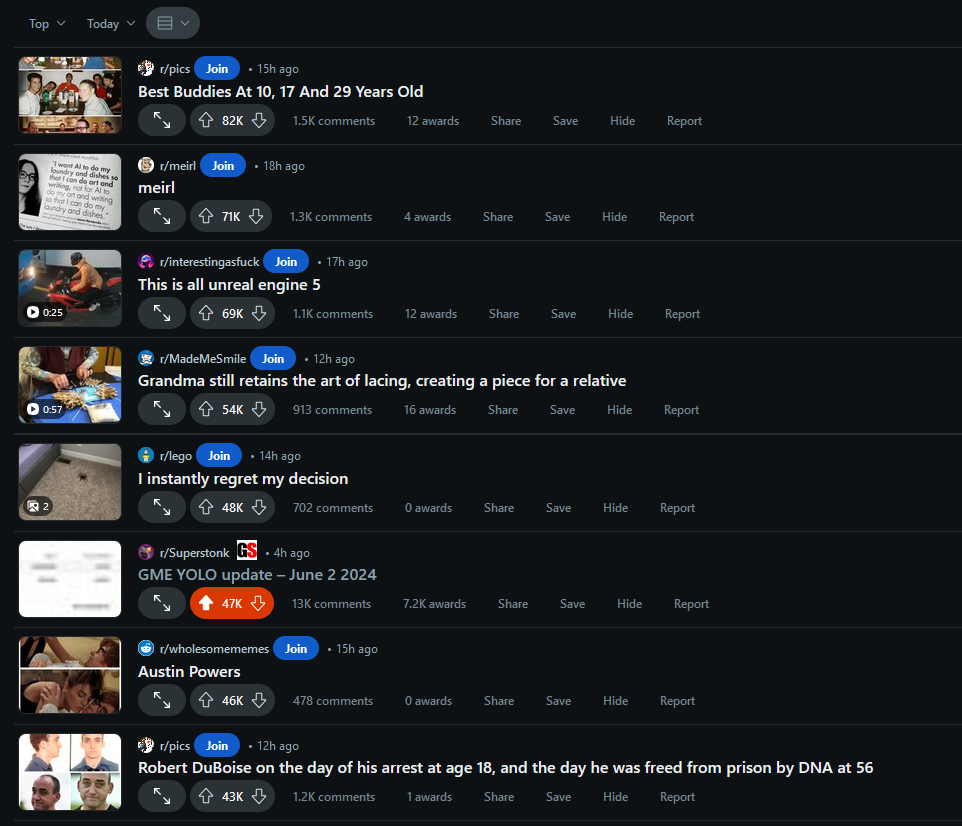 Top Today
r/pics Join • 15h ago
Best Buddies At 10, 17 And 29 Years Old
82K 1.5K comments 12 awards Share Save Hide Report
r/meirl Join • 18h ago
"I want AI to do my
laundry and dishes so
that I can do art and
writing, not for AI to
do my art and writing
so that I can do my
laundry and dishes."
meirl
71K 1.3K comments 4 awards Share Save Hide Report
r/interestingasfuck Join • 17h ago
This is all unreal engine 5
0:25
69K 1.1K comments 12 awards Share Save Hide Report
r/MadeMeSmile Join • 12h ago
Grandma still retains the art of lacing, creating a piece for a relative
0:57
54K 913 comments 16 awards Share Save Hide Report
r/lego Join • 14h ago
I instantly regret my decision
2
48K 702 comments 0 awards Share Save Hide Report
r/Superstonk GS • 4h ago
GME YOLO update – June 2 2024
47K 13K comments 7.2K awards Share Save Hide Report
r/wholesomememes Join • 15h ago
Austin Powers
46K 478 comments 0 awards Share Save Hide Report
r/pics Join • 12h ago
Robert DuBoise on the day of his arrest at age 18, and the day he was freed from prison by DNA at 56
43K 1.2K comments 1 awards Share Save Hide Report